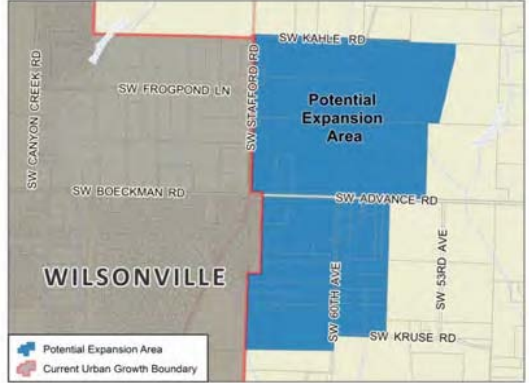 SW KAHLE RD
SW CANYON CREEK RD
SW FROGPOND LN
SW STAFFORD RD
Potential
Expansion
Area
SW BOECKMAN RD
SW ADVANCE RD
WILSONVILLE
SW 60TH AVE
SW 53RD AVE
SW KRUSE RD
Potential Expansion Area
Current Urban Growth Boundary